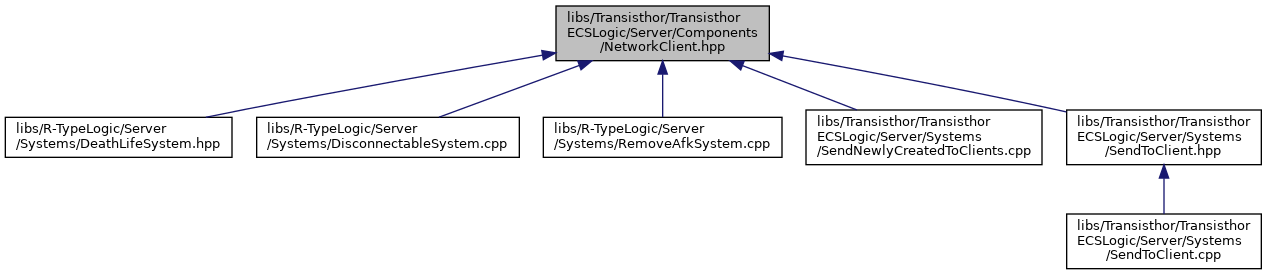 libs/Transisthor/Transisthor
ECSLogic/Server/Components
/NetworkClient.hpp
libs/R-TypeLogic/Server
/Systems/DeathLifeSystem.hpp
libs/R-TypeLogic/Server
/Systems/DisconnectableSystem.cpp
libs/R-TypeLogic/Server
/Systems/RemoveAfkSystem.cpp
libs/Transisthor/Transisthor
ECSLogic/Server/Systems
/SendNewlyCreatedToClients.cpp
libs/Transisthor/Transisthor
ECSLogic/Server/Systems
/SendToClient.hpp
libs/Transisthor/Transisthor
ECSLogic/Server/Systems
/SendToClient.cpp